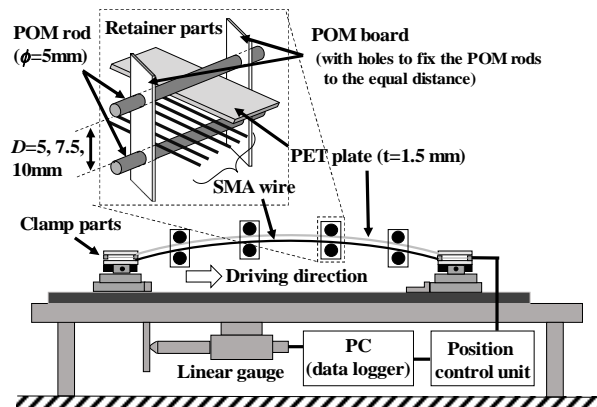 POM rod
(ϕ=5mm)
Retainer parts
POM board
(with holes to fix the POM rods
to the equal distance)
D=5, 7.5,
10mm
PET plate (t=1.5 mm)
SMA wire
Clamp parts
Driving direction
Linear gauge
PC
(data logger)
Position
control unit